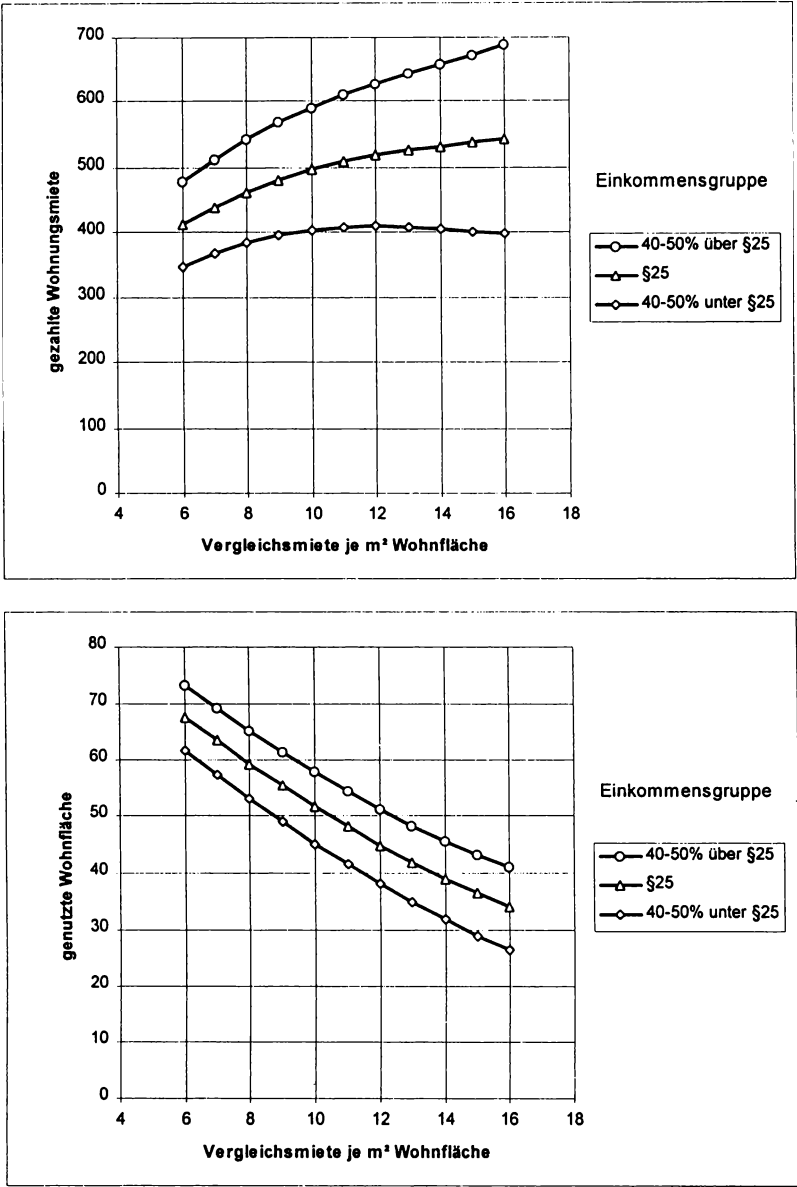 700
600
500
400
300
200
100
0
gezahlte Wohnungsmiete
4 6 8 10 12 14 16 18
Vergleichsmiete je m² Wohnfläche
Einkommensgruppe
40-50% über §25
§25
40-50% unter §25
80
70
60
50
40
30
20
10
0
genutzte Wohnfläche
4 6 8 10 12 14 16 18
Vergleichsmiete je m² Wohnfläche
Einkommensgruppe
40-50% über §25
§25
40-50% unter §25